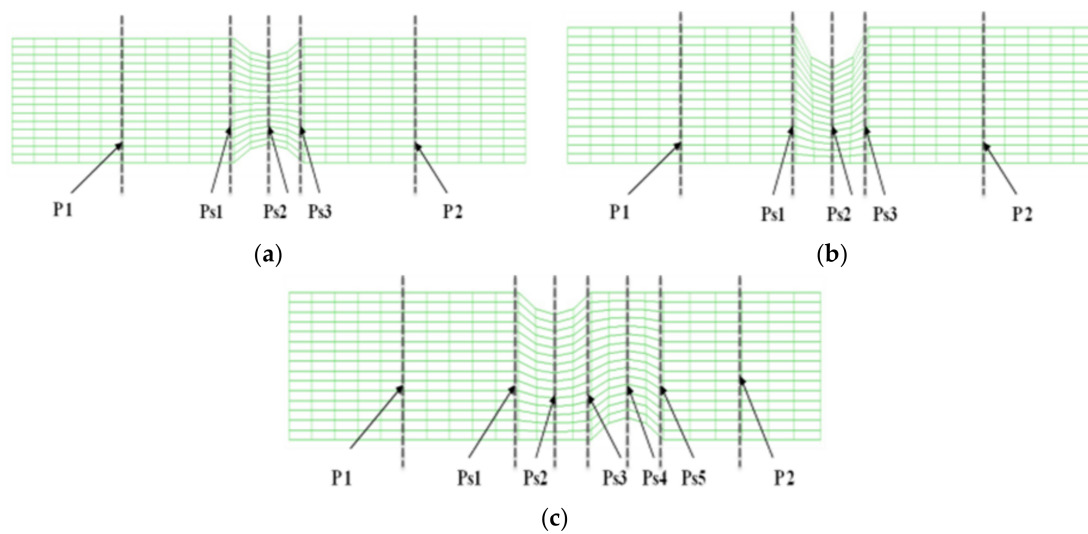 P1 Ps1 Ps2 Ps3 P2
(a)
P1 Ps1 Ps2 Ps3 P2
(b)
P1 Ps1 Ps2 Ps3 Ps4 Ps5 P2
(c)